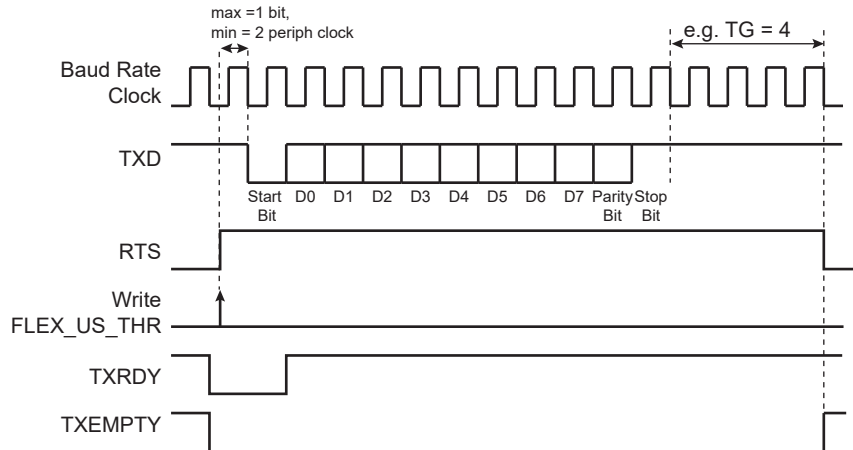 max =1 bit,
min = 2 periph clock
e.g. TG = 4
Baud Rate
Clock
TXD
Start
Bit
D0
D1
D2
D3
D4
D5
D6
D7
Parity
Bit
Stop
Bit
RTS
Write
FLEX_US_THR
TXRDY
TXEMPTY